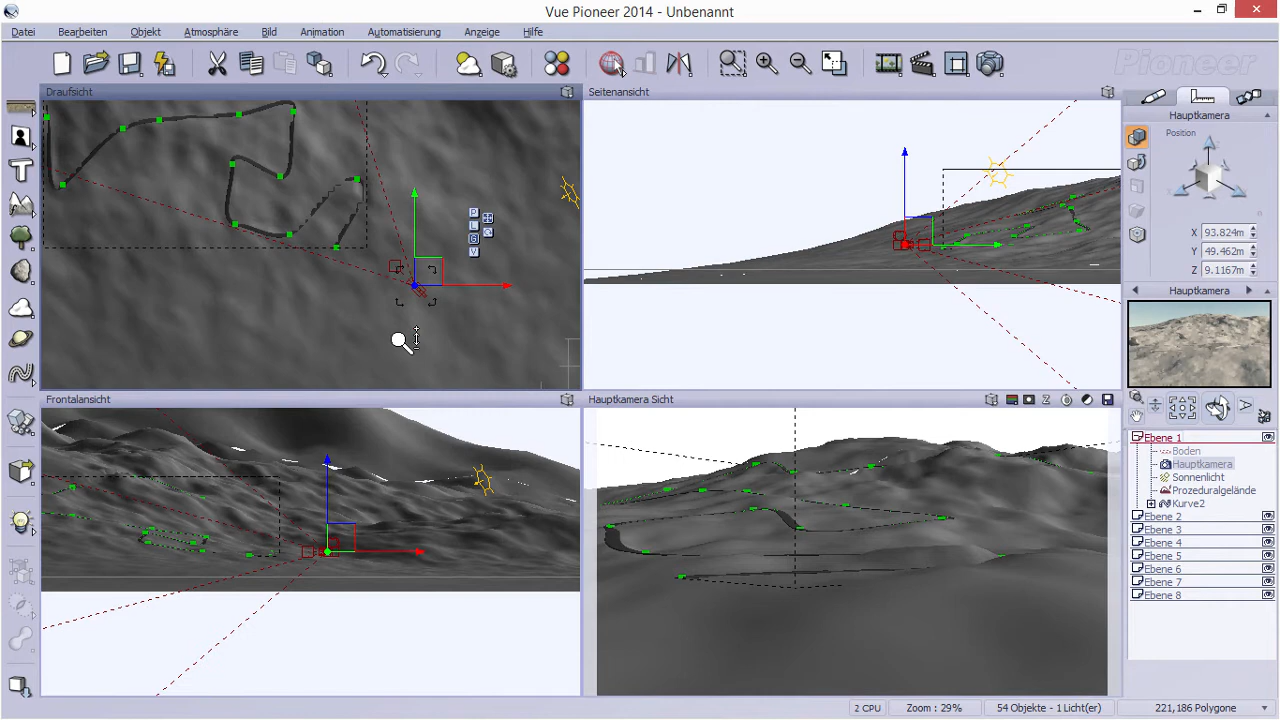 Vue Pioneer 2014 - Unbenannt
Datei Bearbeiten Objekt Atmosphäre Bild Animation Automatisierung Anzeige Hilfe
Pioneer
Draufsicht
Seitenansicht
Hauptkamera
Position
P
L
G
G
V
X 93.824m
Y 49.462m
Z 9.1167m
Hauptkamera
Frontalansicht
Hauptkamera Sicht
Z
Ebene 1
Boden
Hauptkamera
Sonnenlicht
Prozeduralgelände
Kurve2
Ebene 2
Ebene 3
Ebene 4
Ebene 5
Ebene 6
Ebene 7
Ebene 8
2 CPU Zoom : 29% 54 Objekte - 1 Licht(er) 221,186 Polygone